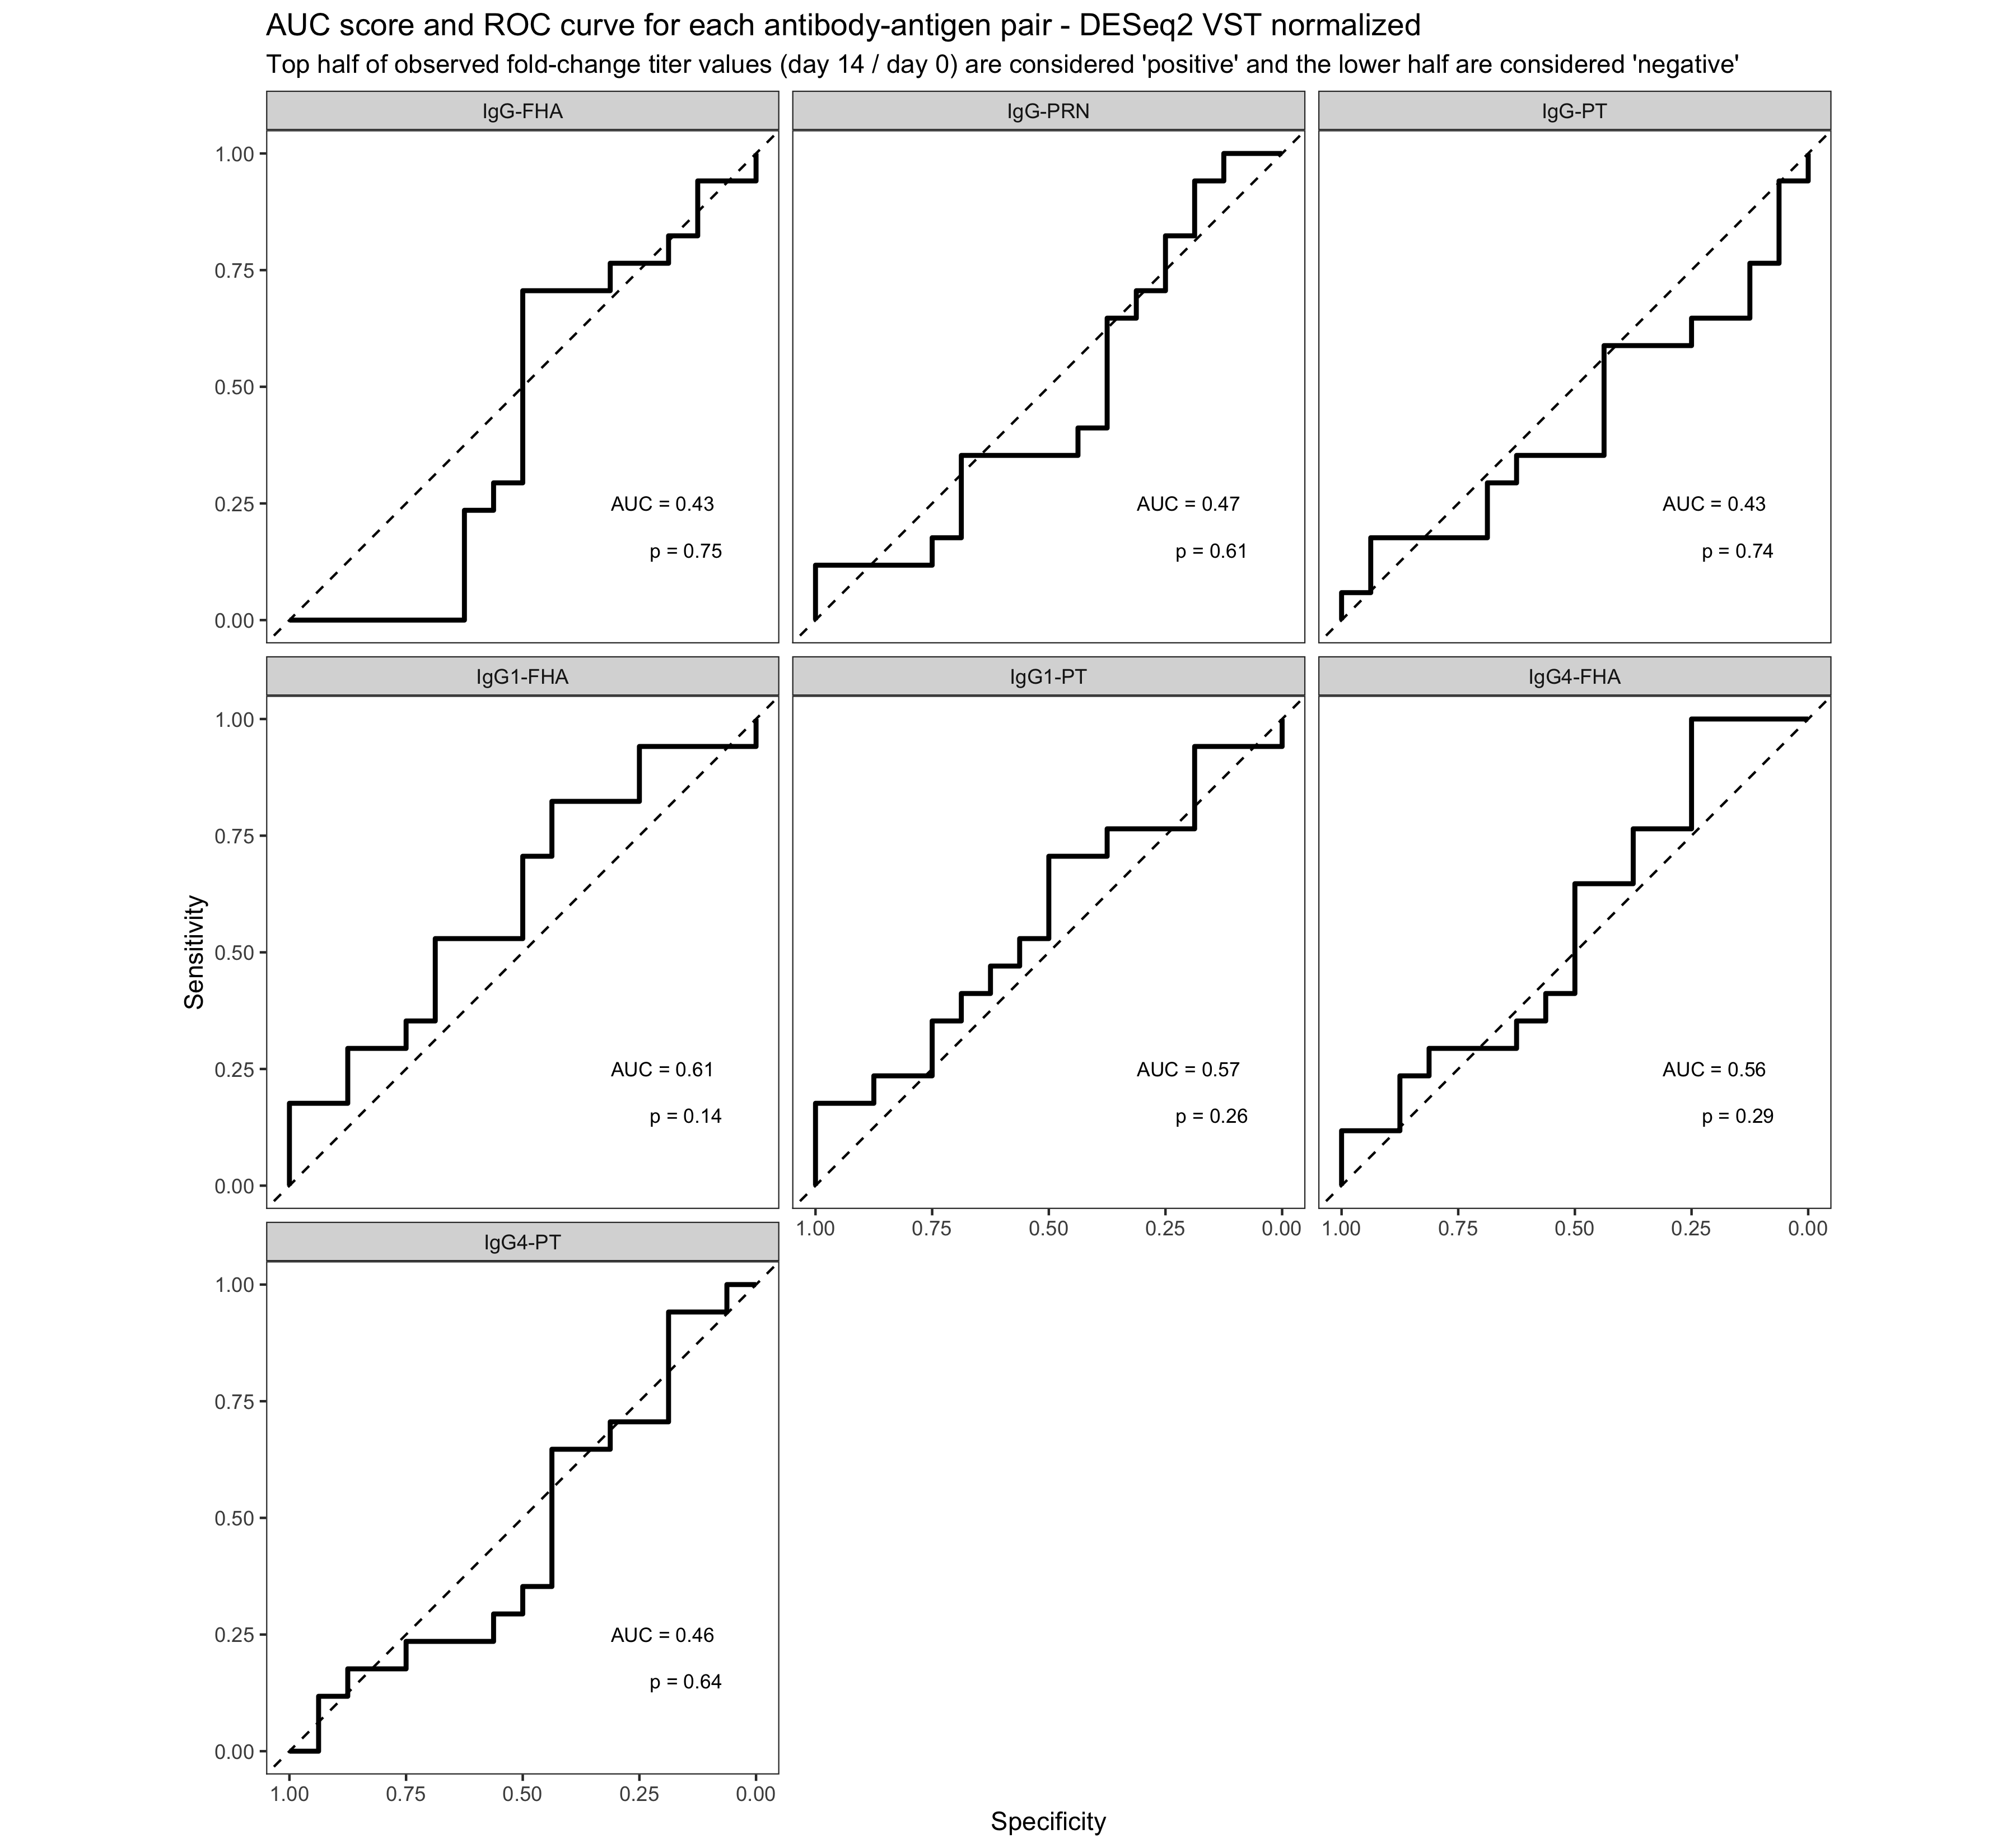 AUC score and ROC curve for each antibody-antigen pair - DESeq2 VST normalized
Top half of observed fold-change titer values (day 14 / day 0) are considered 'positive' and the lower half are considered 'negative'
IgG-FHA
IgG-PRN
IgG-PT
1.00
0.75
0.50
0.25
0.00
AUC = 0.43
p = 0.75
AUC = 0.47
p = 0.61
AUC = 0.43
p = 0.74
IgG1-FHA
IgG1-PT
IgG4-FHA
1.00
0.75
0.50
0.25
0.00
AUC = 0.61
p = 0.14
AUC = 0.57
p = 0.26
AUC = 0.56
p = 0.29
1.00 0.75 0.50 0.25 0.00
1.00 0.75 0.50 0.25 0.00
Sensitivity
IgG4-PT
1.00
0.75
0.50
0.25
0.00
AUC = 0.46
p = 0.64
1.00 0.75 0.50 0.25 0.00
Specificity